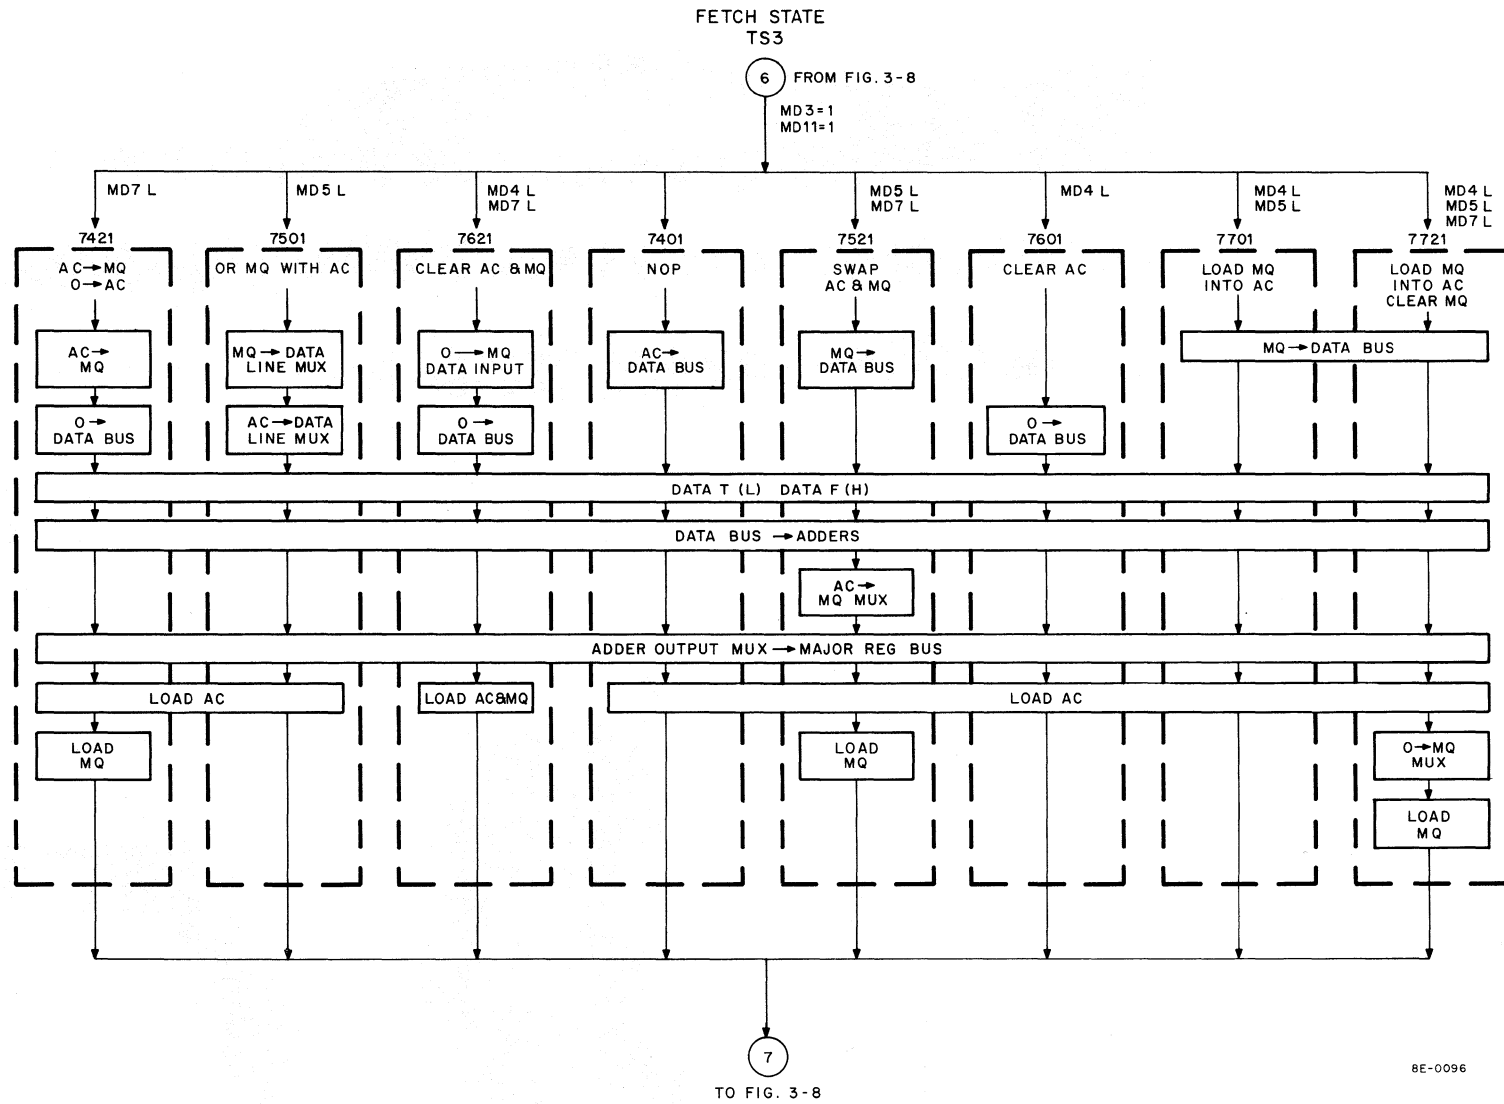 FETCH STATE
TS3
6 FROM FIG. 3-8
MD3=1
MD11=1
MD7 L
MD5 L
MD4 L
MD7 L
MD5 L
MD7 L
MD4 L
MD4 L
MD5 L
MD4 L
MD5 L
MD7 L
7421
AC→MQ
O→AC
AC→
MQ
O→
DATA BUS
7501
OR MQ WITH AC
MQ→DATA
LINE MUX
AC→DATA
LINE MUX
7621
CLEAR AC & MQ
O→MQ
DATA INPUT
O→
DATA BUS
7401
NOP
AC→
DATA BUS
7521
SWAP
AC & MQ
MQ→
DATA BUS
7601
CLEAR AC
O→
DATA BUS
7701
LOAD MQ
INTO AC
7721
LOAD MQ
INTO AC
CLEAR MQ
MQ→DATA BUS
DATA T (L) DATA F (H)
DATA BUS →ADDERS
AC→
MQ MUX
ADDER OUTPUT MUX→MAJOR REG BUS
LOAD AC
LOAD AC&MQ
LOAD AC
LOAD
MQ
LOAD
MQ
O→MQ
MUX
LOAD
MQ
7
TO FIG. 3-8
8E-0096